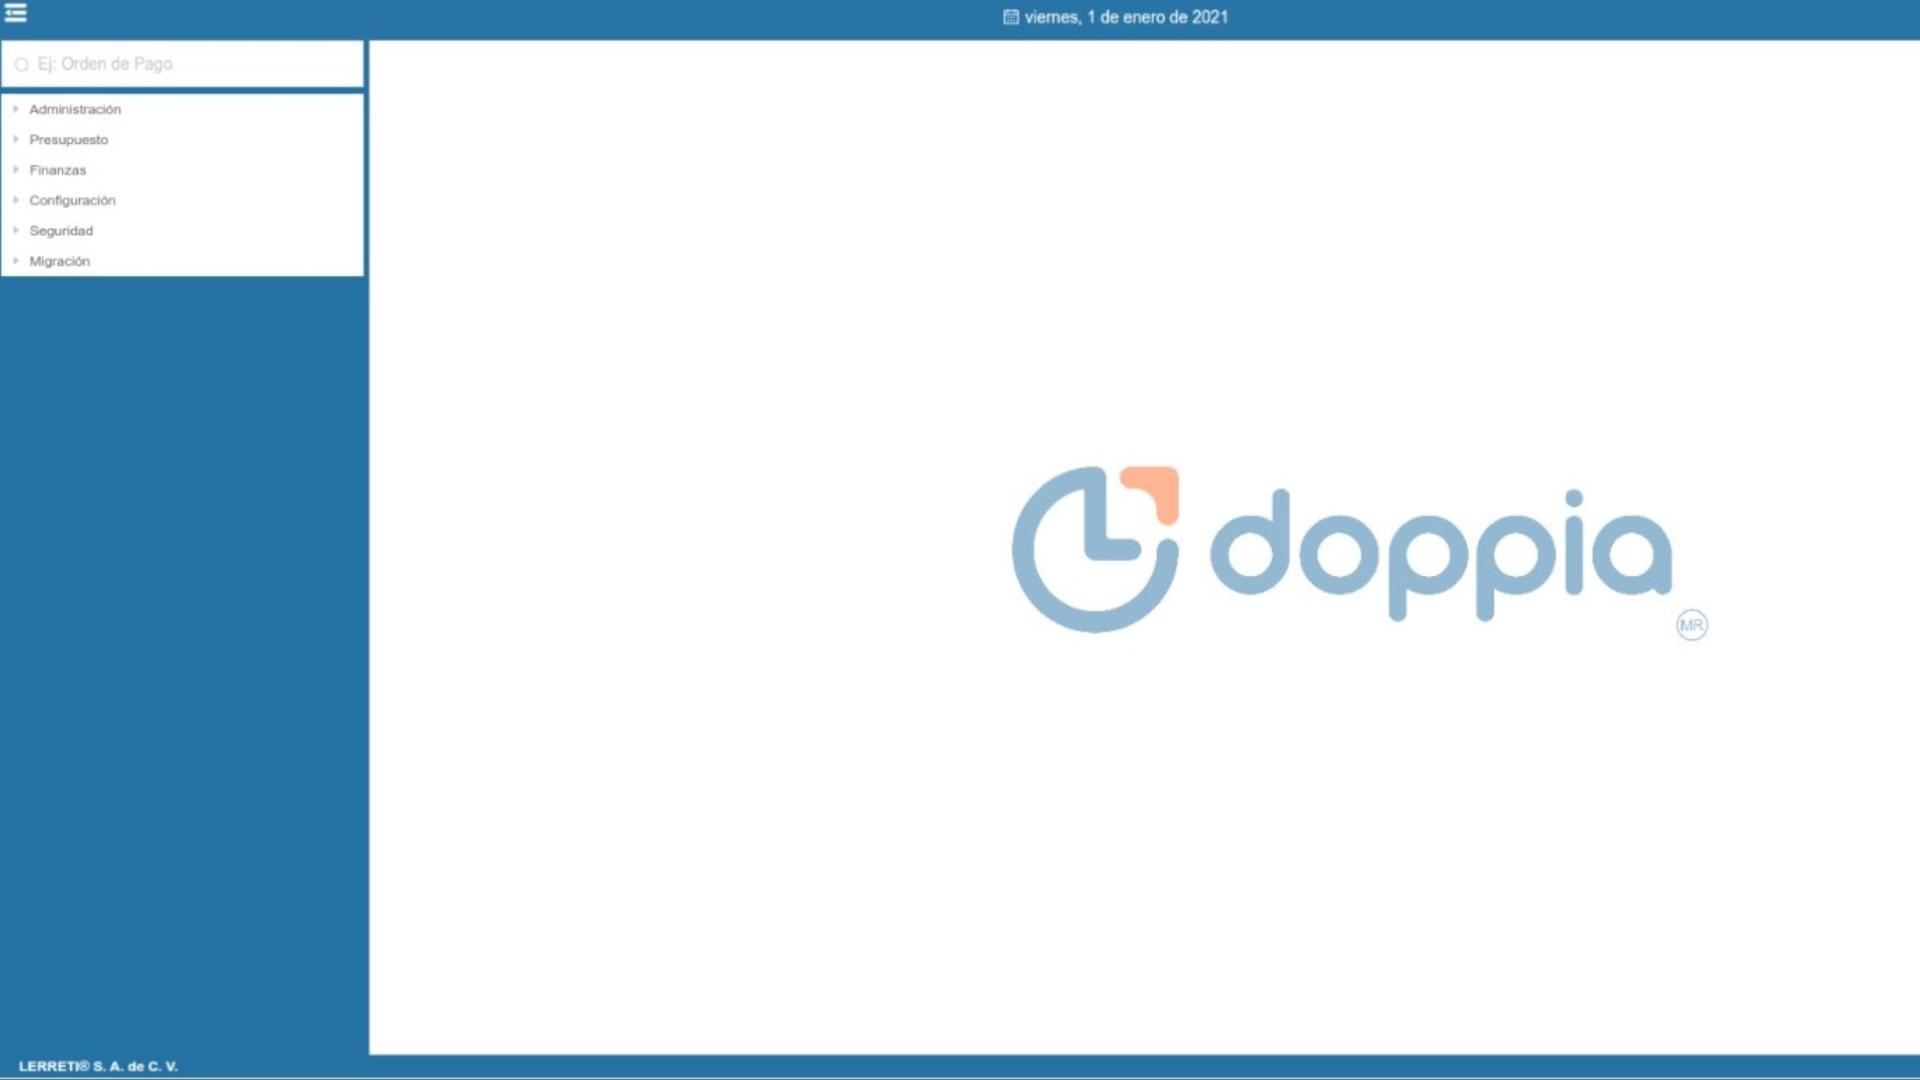 viernes, 1 de enero de 2021
Ej: Orden de Pago
Administración
Presupuesto
Finanzas
Configuración
Seguridad
Migración
doppia
MR
LERRETI® S. A. de C. V.